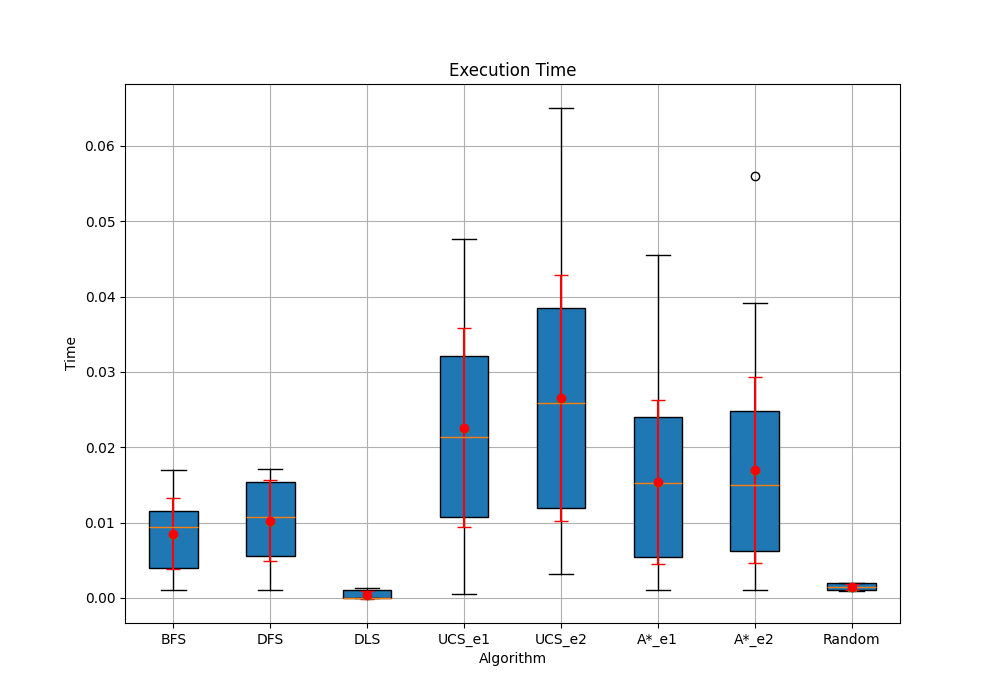 Execution Time
Time
0.06
0.05
0.04
0.03
0.02
0.01
0.00
BFS DFS DLS UCS_e1 UCS_e2 A*_e1 A*_e2 Random
Algorithm